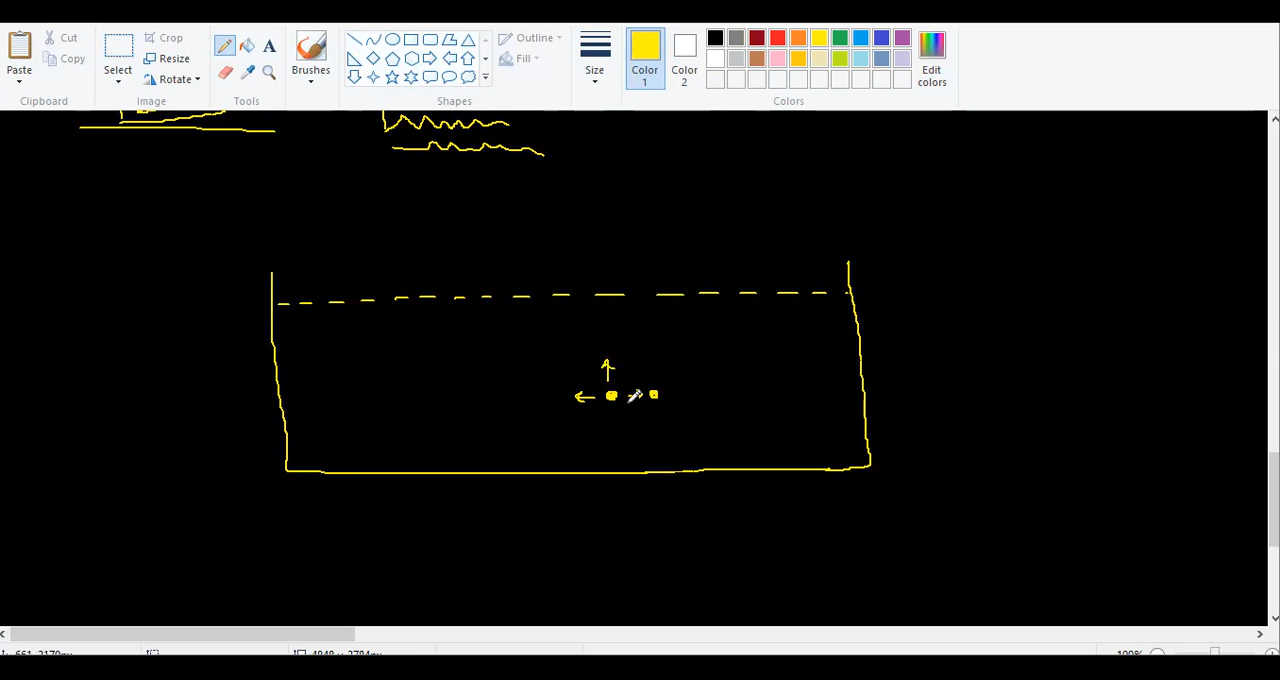 Paste
Cut
Copy
Clipboard
Select
Crop
Resize
Rotate
Image
Tools
Brushes
Shapes
Outline
Fill
Size
Color
1
Color
2
Edit
colors
Colors
100%